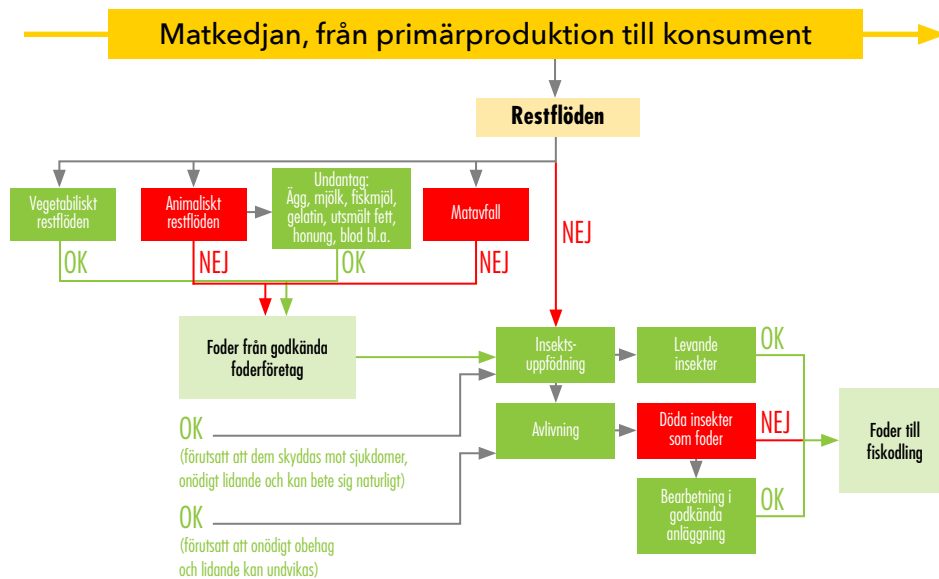 Matkedjan, från primärproduktion till konsument
Restflöden
Vegetabiliskt
restflöden
Animaliskt
restflöden
Undantag:
Ägg, mjölk, fiskmjöl,
gelatin, utsmält fett,
honung, blod bl.a.
Matavfall
NEJ
OK
NEJ
OK
NEJ
Foder från godkända
foderföretag
Insekts-
uppfödning
Levande
insekter
OK
OK
(förutsatt att dem skyddas mot sjukdomer,
onödigt lidande och kan bete sig naturligt)
Avlivning
Döda insekter
som foder
NEJ
Foder till
fiskodling
Bearbetning i
godkända
anläggning
OK
OK
(förutsatt att onödigt obehag
och lidande kan undvikas)